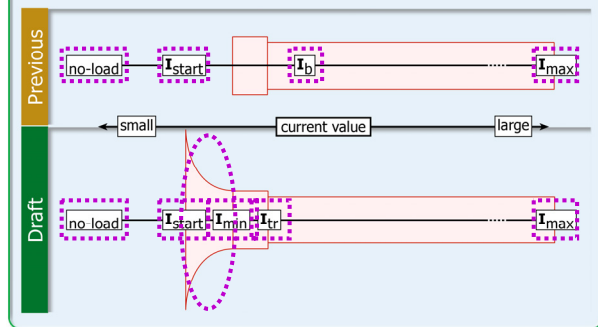 Previous
no-load Istart Ib ..... Imax
small current value large
Draft
no-load Istart Imin Itr ..... Imax